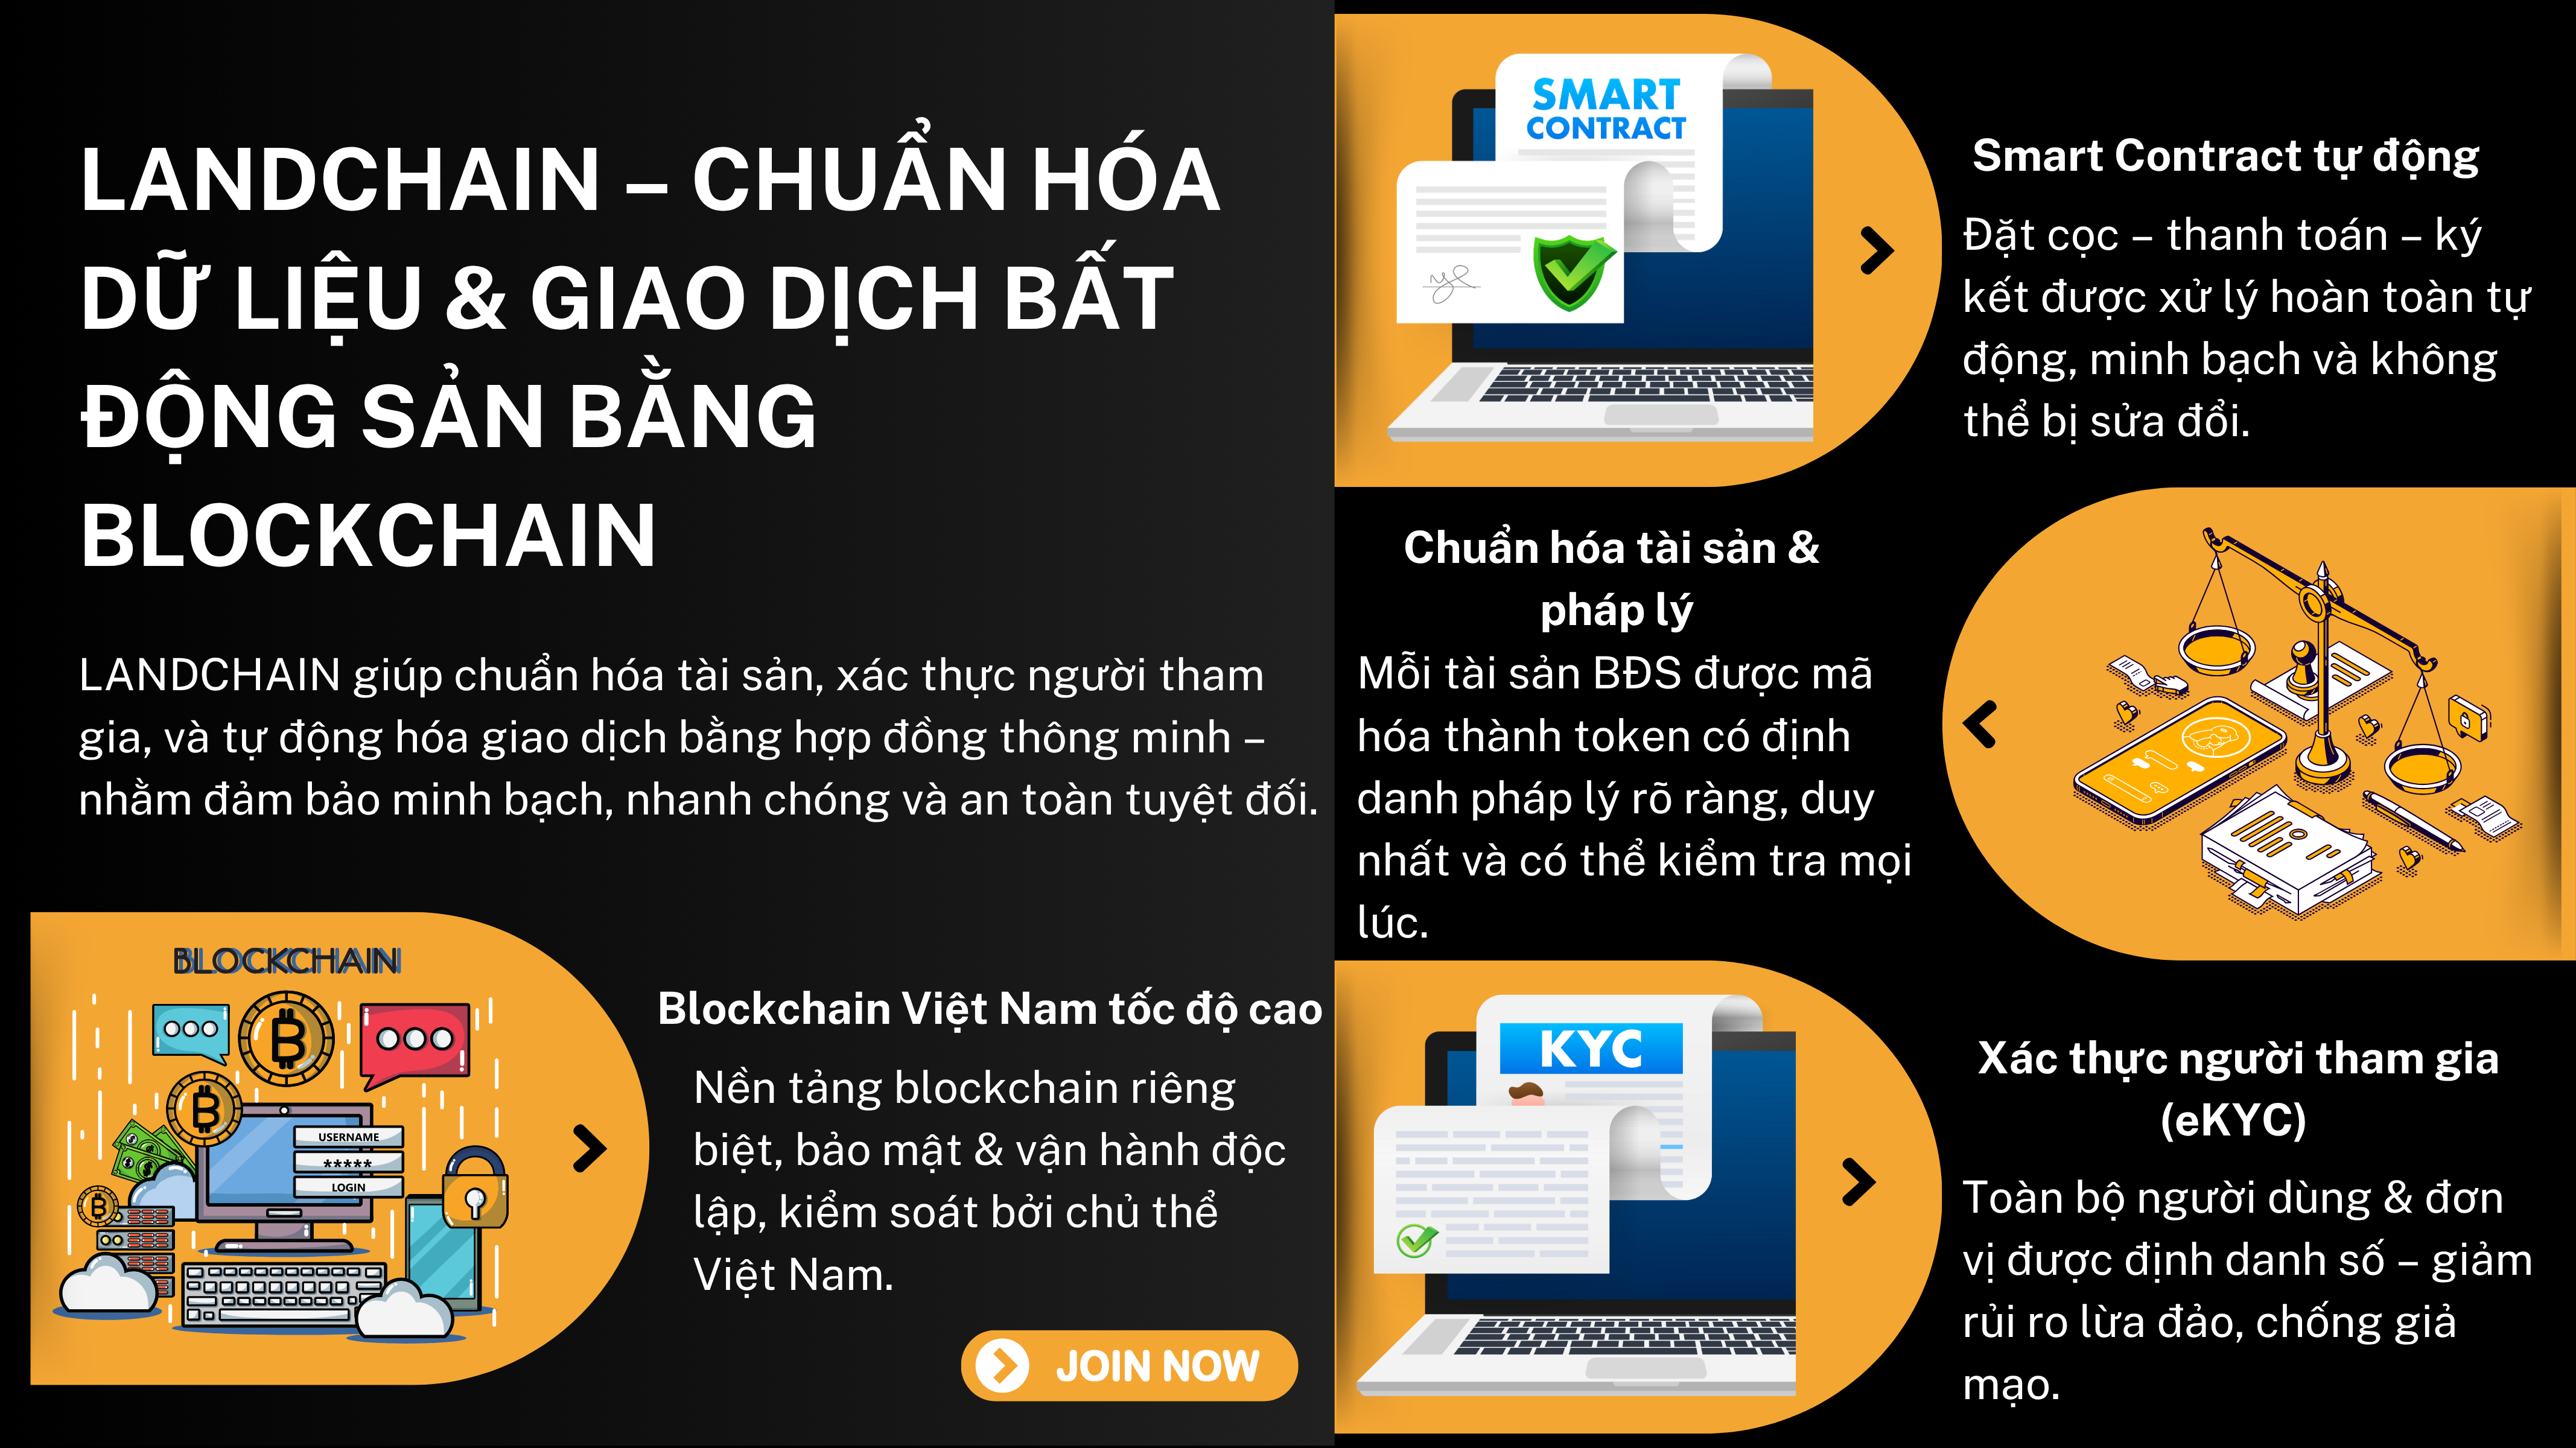 LANDCHAIN – CHUẨN HÓA
DỮ LIỆU & GIAO DỊCH BẤT
ĐỘNG SẢN BẰNG
BLOCKCHAIN
LANDCHAIN giúp chuẩn hóa tài sản, xác thực người tham
gia, và tự động hóa giao dịch bằng hợp đồng thông minh –
nhằm đảm bảo minh bạch, nhanh chóng và an toàn tuyệt đối.
BLOCKCHAIN
USERNAME
*****
LOGIN
Blockchain Việt Nam tốc độ cao
Nền tảng blockchain riêng
biệt, bảo mật & vận hành độc
lập, kiểm soát bởi chủ thể
Việt Nam.
JOIN NOW
SMART
CONTRACT
Smart Contract tự động
Đặt cọc – thanh toán – ký
kết được xử lý hoàn toàn tự
động, minh bạch và không
thể bị sửa đổi.
Chuẩn hóa tài sản &
pháp lý
Mỗi tài sản BĐS được mã
hóa thành token có định
danh pháp lý rõ ràng, duy
nhất và có thể kiểm tra mọi
lúc.
KYC
Xác thực người tham gia
(eKYC)
Toàn bộ người dùng & đơn
vị được định danh số – giảm
rủi ro lừa đảo, chống giả
mạo.